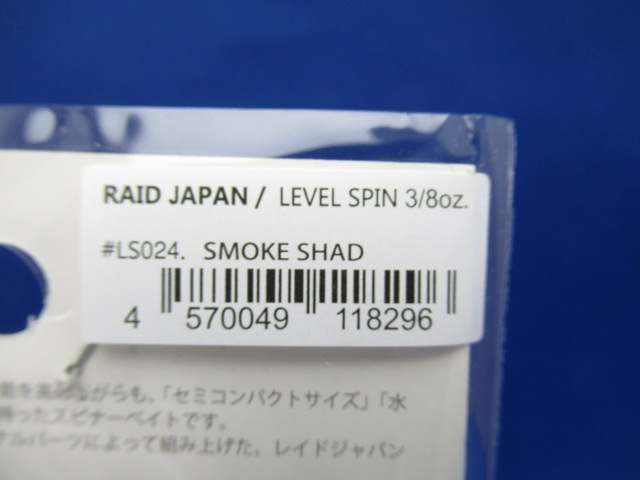 RAID JAPAN / LEVEL SPIN 3/8oz.
#LS024. SMOKE SHAD
4 570049 118296
がらも、「セミコンパクトサイズ」「水
持ったスピナーベイトです。
ルパーツによって組み上げた、レイドジャパン